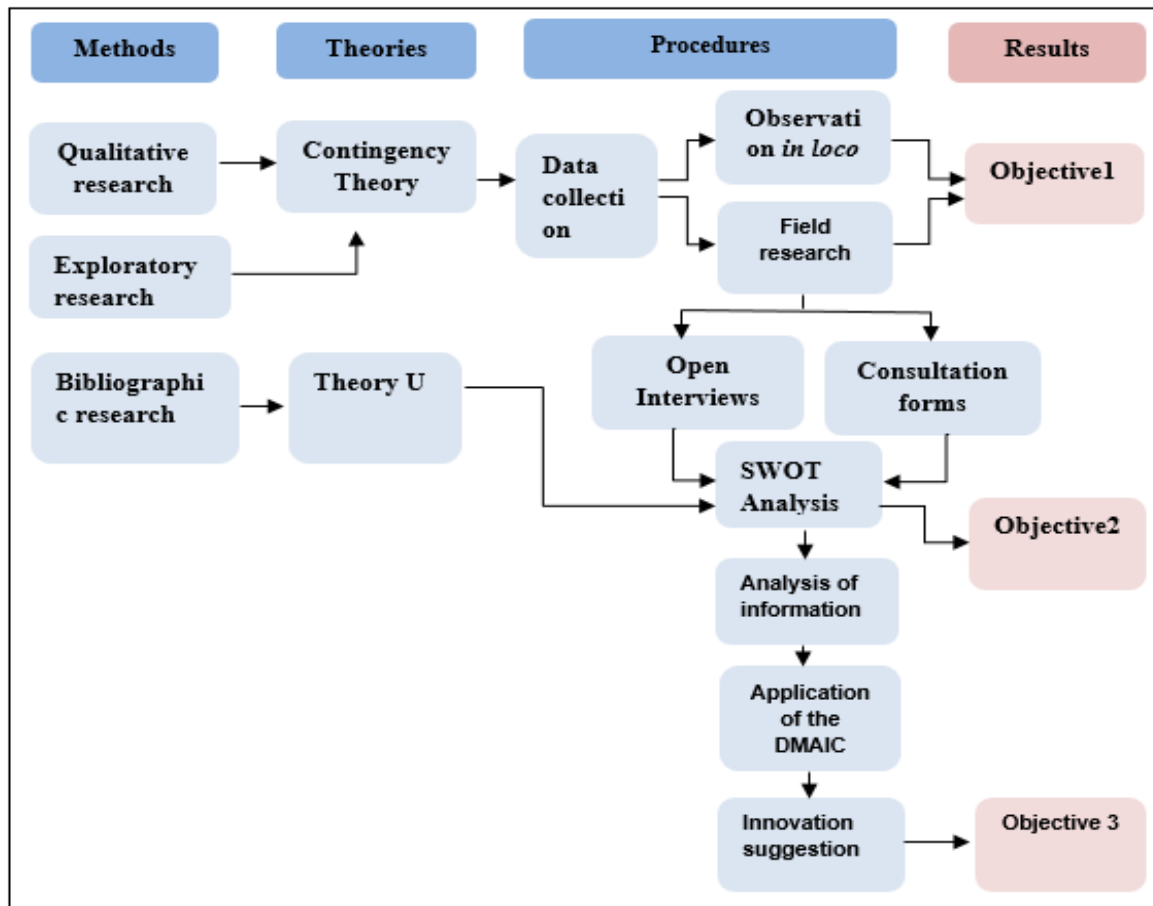 Methods
Theories
Procedures
Results
Qualitative
research
Contingency
Theory
Data
collecti
on
Observati
on in loco
Objective1
Exploratory
research
Field
research
Bibliographi
c research
Theory U
Open
Interviews
Consultation
forms
SWOT
Analysis
Objective2
Analysis of
information
Application
of the
DMAIC
Innovation
suggestion
Objective 3